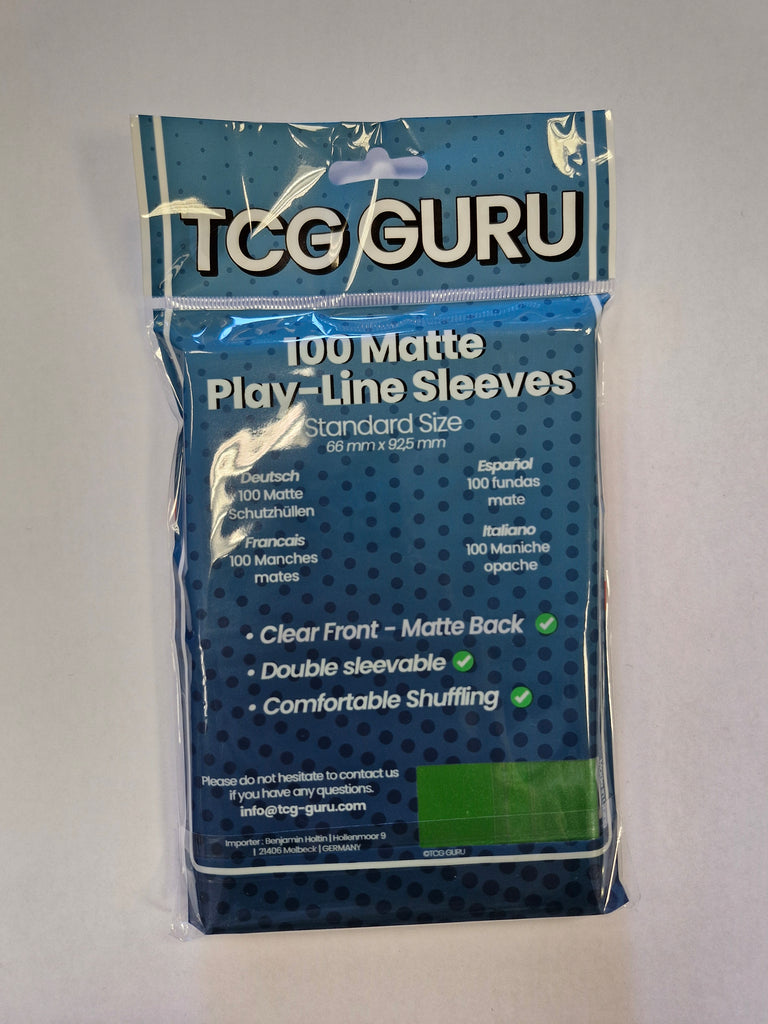 TCG GURU
100 Matte
Play-Line Sleeves
Standard Size
66 mm x 92,5 mm
Deutsch
100 Matte
Schutzhüllen
Francais
100 Manches
mates
Español
100 fundas
mate
Italiano
100 Maniche
opache
• Clear Front - Matte Back
• Double sleevable
• Comfortable Shuffling
Please do not hesitate to contact us
if you have any questions.
info@tcg-guru.com
Importer : Benjamin Holtin | Hollenmoor 9
| 21406 Melbeck | GERMANY
©TCG GURU